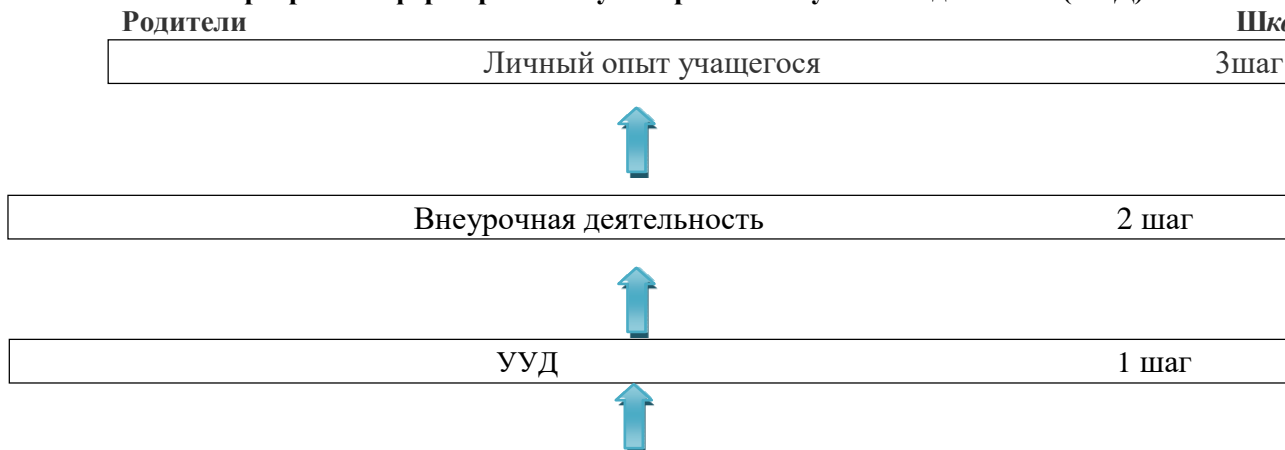 Родители
Личный опыт учащегося 3шаг
Внеурочная деятельность 2 шаг
УУД 1 шаг